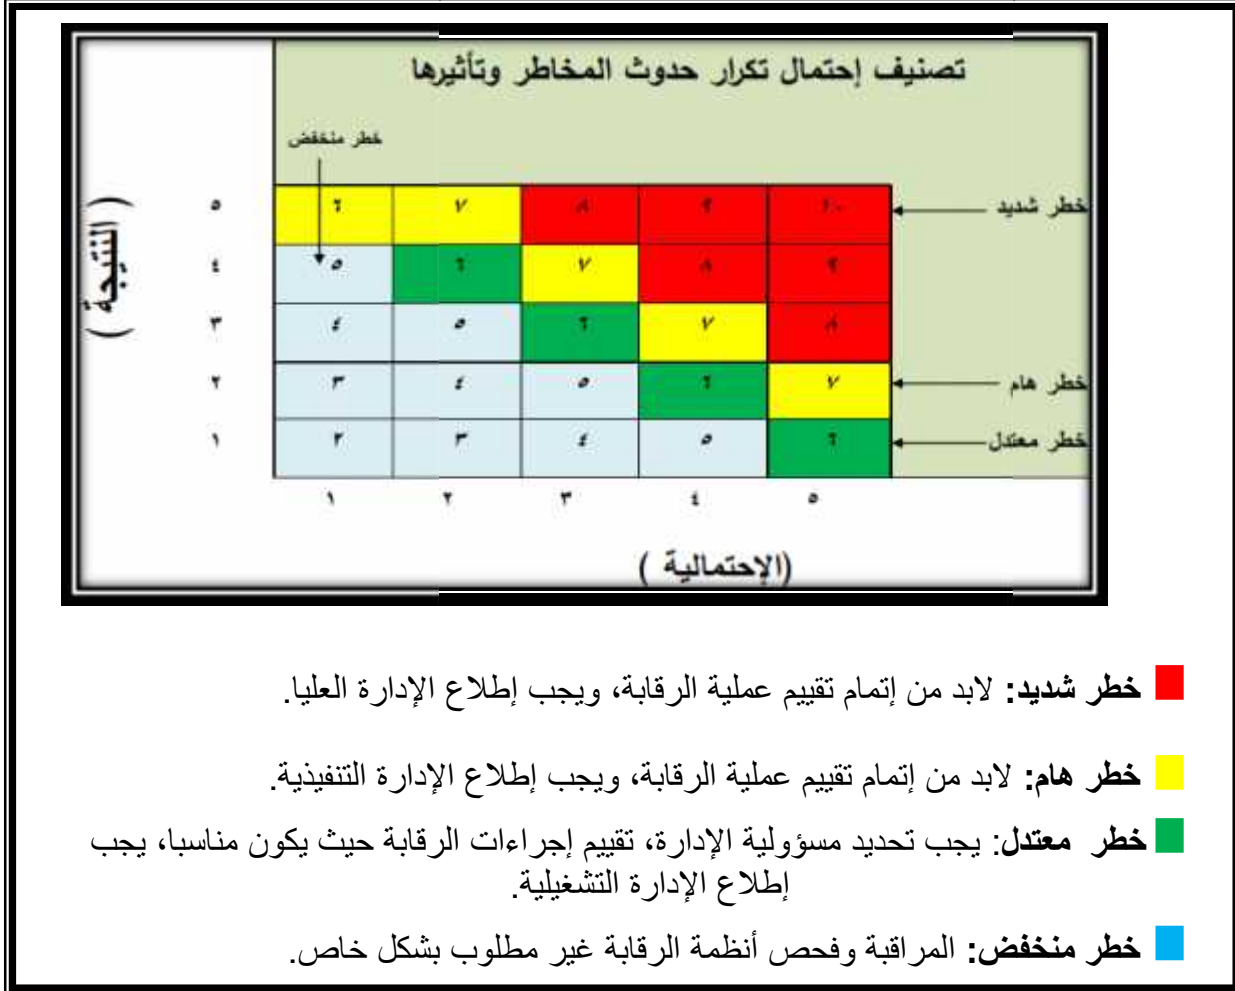 تصنيف إحتمال تكرار حدوث المخاطر وتأثيرها
خطر منخفض
( النتيجة )
٥ ٦ ٧ ٨ ٩ ١٠ خطر شديد
٤ ٥ ٦ ٧ ٨ ٩
٣ ٤ ٥ ٦ ٧ ٨
٢ ٣ ٤ ٥ ٦ ٧ خطر هام
١ ٢ ٣ ٤ ٥ ٦ خطر معتدل
١ ٢ ٣ ٤ ٥
(الإحتمالية )
خطر شديد: لابد من إتمام تقييم عملية الرقابة، ويجب إطلاع الإدارة العليا.
خطر هام: لابد من إتمام تقييم عملية الرقابة، ويجب إطلاع الإدارة التنفيذية.
خطر معتدل: يجب تحديد مسؤولية الإدارة، تقييم إجراءات الرقابة حيث يكون مناسبا، يجب
إطلاع الإدارة التشغيلية.
خطر منخفض: المراقبة وفحص أنظمة الرقابة غير مطلوب بشكل خاص.